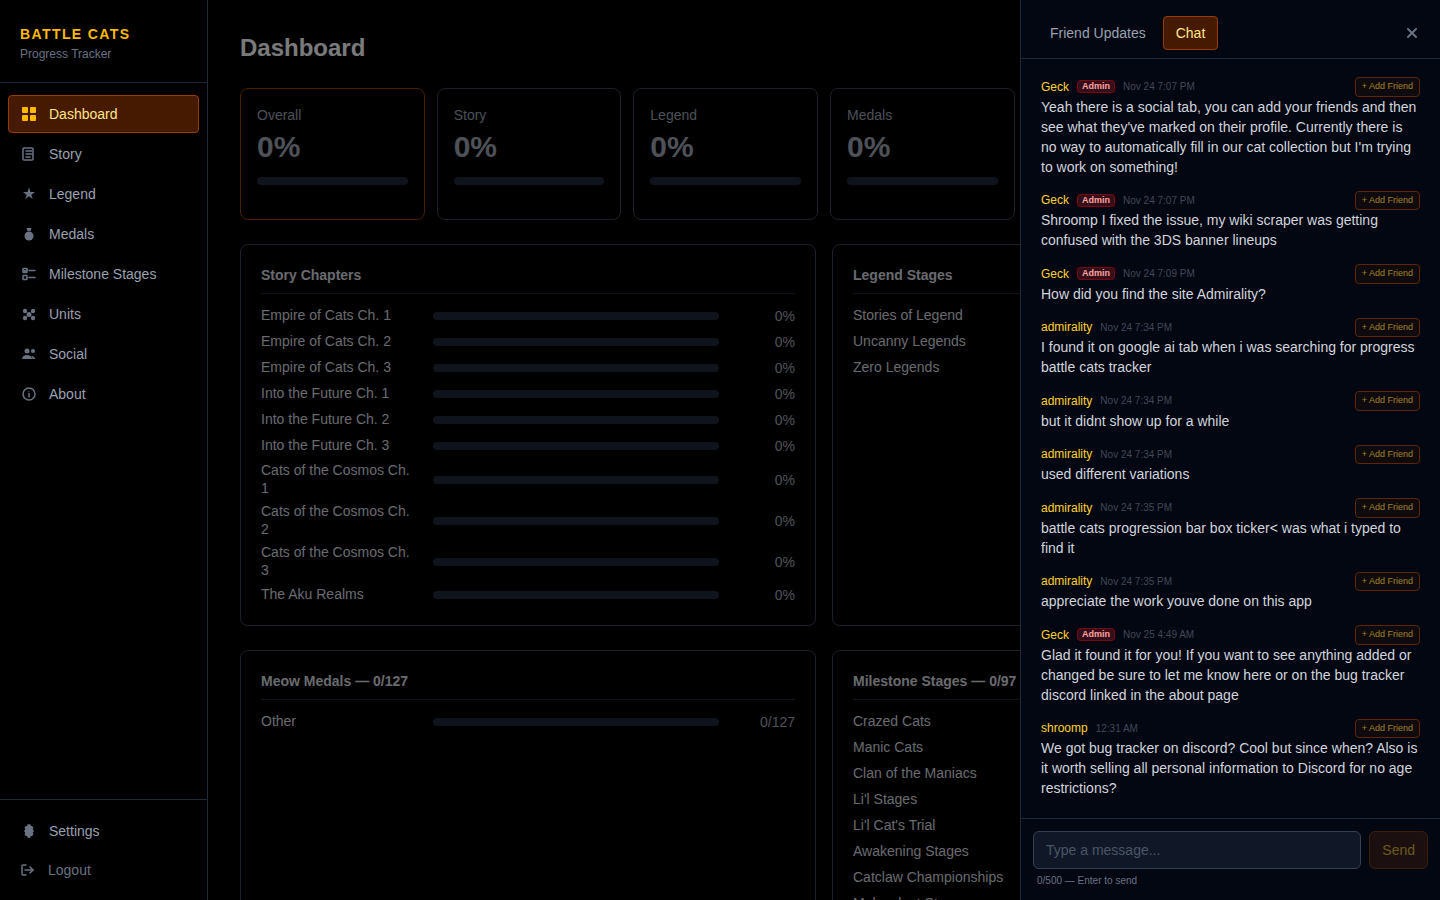 BATTLE CATS
Progress Tracker
Dashboard
Story
Legend
Medals
Milestone Stages
Units
Social
About
Settings
Logout
Dashboard
Overall
0%
Story
0%
Legend
0%
Medals
0%
Story Chapters
Empire of Cats Ch. 1
0%
Empire of Cats Ch. 2
0%
Empire of Cats Ch. 3
0%
Into the Future Ch. 1
0%
Into the Future Ch. 2
0%
Into the Future Ch. 3
0%
Cats of the Cosmos Ch.
1
0%
Cats of the Cosmos Ch.
2
0%
Cats of the Cosmos Ch.
3
0%
The Aku Realms
0%
Legend Stages
Stories of Legend
Uncanny Legends
Zero Legends
Meow Medals — 0/127
Other
0/127
Milestone Stages — 0/97
Crazed Cats
Manic Cats
Clan of the Maniacs
Li'l Stages
Li'l Cat's Trial
Awakening Stages
Catclaw Championships
Friend Updates
Chat
Geck Admin Nov 24 7:07 PM + Add Friend
Yeah there is a social tab, you can add your friends and then
see what they've marked on their profile. Currently there is
no way to automatically fill in our cat collection but I'm trying
to work on something!
Geck Admin Nov 24 7:07 PM + Add Friend
Shroomp I fixed the issue, my wiki scraper was getting
confused with the 3DS banner lineups
Geck Admin Nov 24 7:09 PM + Add Friend
How did you find the site Admirality?
admirality Nov 24 7:34 PM + Add Friend
I found it on google ai tab when i was searching for progress
battle cats tracker
admirality Nov 24 7:34 PM + Add Friend
but it didnt show up for a while
admirality Nov 24 7:34 PM + Add Friend
used different variations
admirality Nov 24 7:35 PM + Add Friend
battle cats progression bar box ticker< was what i typed to
find it
admirality Nov 24 7:35 PM + Add Friend
appreciate the work youve done on this app
Geck Admin Nov 25 4:49 AM + Add Friend
Glad it found it for you! If you want to see anything added or
changed be sure to let me know here or on the bug tracker
discord linked in the about page
shroomp 12:31 AM + Add Friend
We got bug tracker on discord? Cool but since when? Also is
it worth selling all personal information to Discord for no age
restrictions?
Type a message...
Send
0/500 — Enter to send